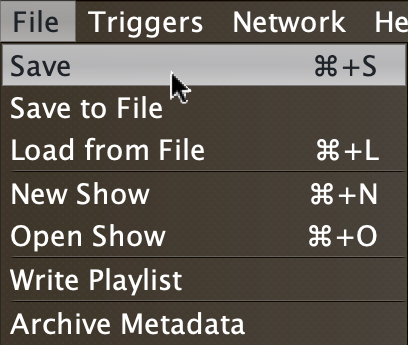 File Triggers Network He
Save ⌘+S
Save to File
Load from File ⌘+L
New Show ⌘+N
Open Show ⌘+O
Write Playlist
Archive Metadata